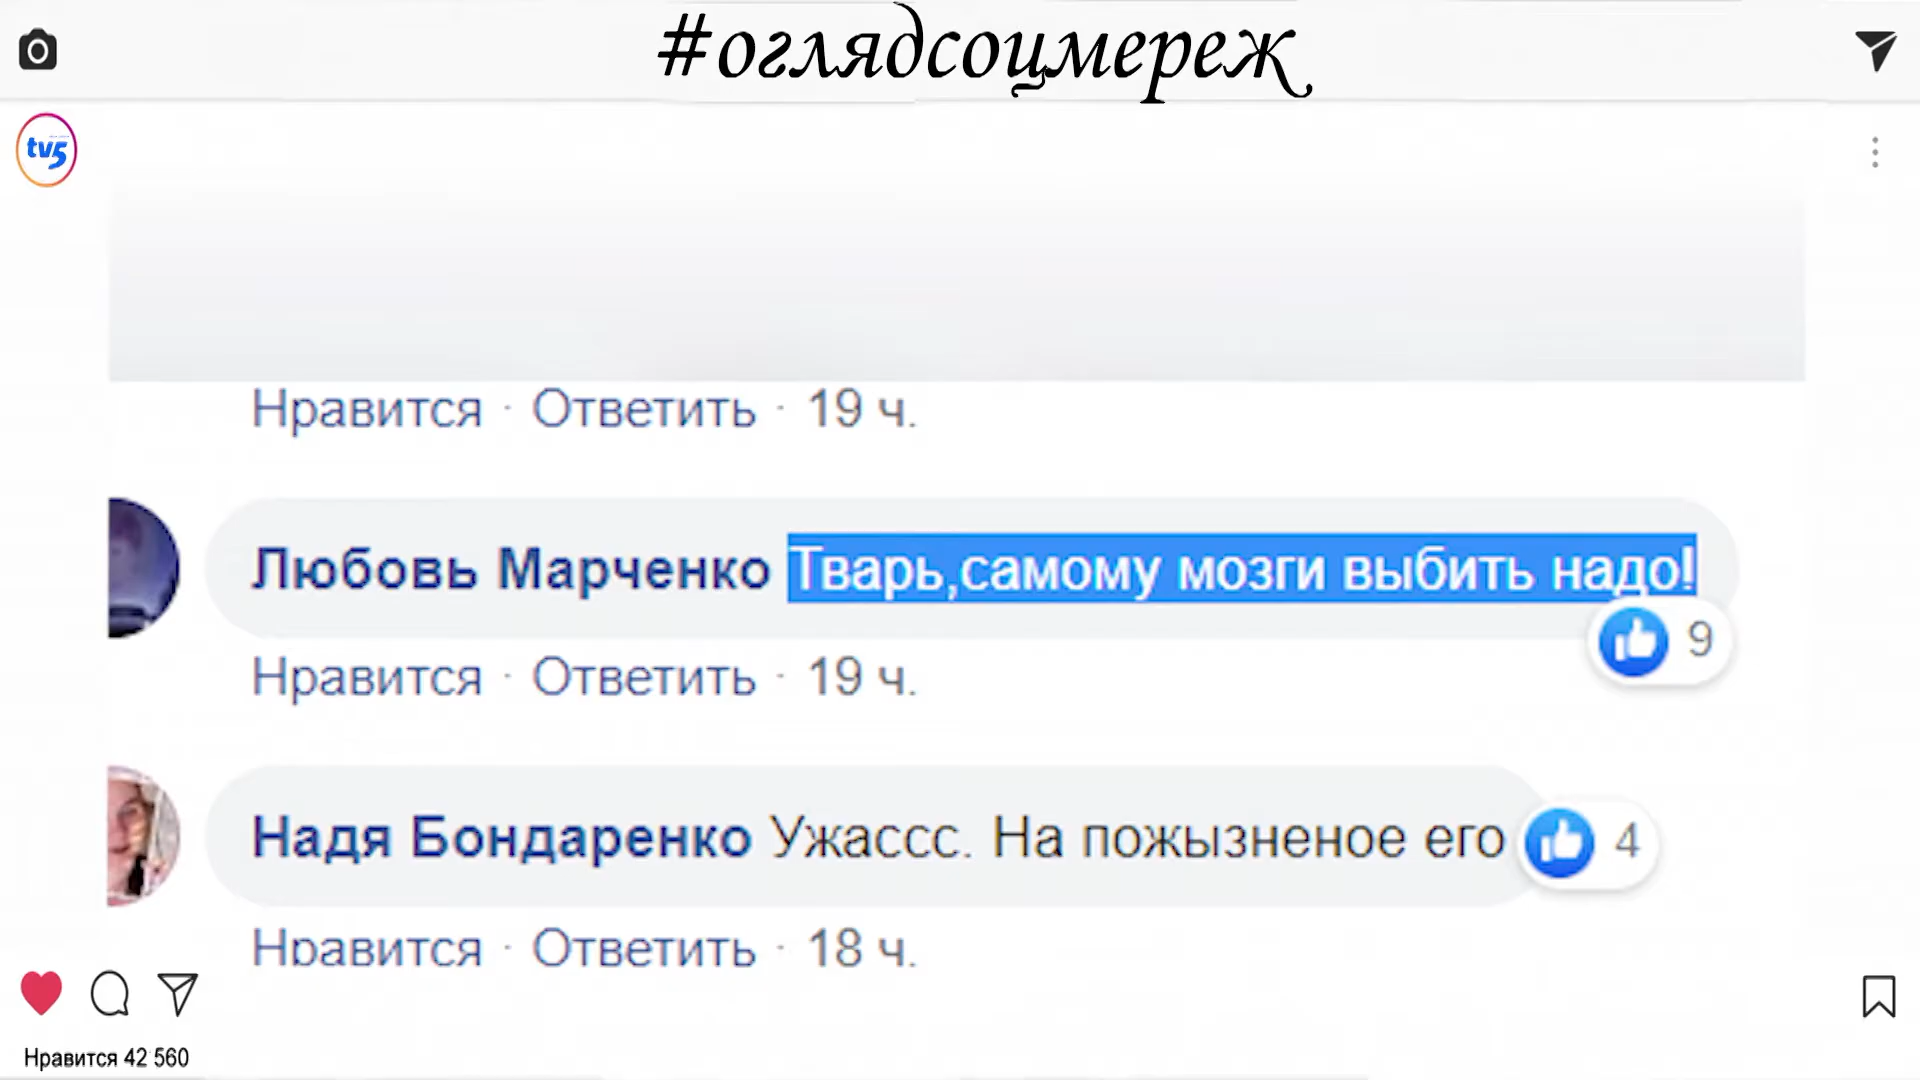 #оглядсоцмереж
tv5
Нравится · Ответить · 19 ч.
Любовь Марченко Тварь,самому мозги выбить надо!
9
Нравится · Ответить · 19 ч.
Надя Бондаренко Ужассс. На пожызненое его
4
Нравится · Ответить · 18 ч.
Нравится 42 560